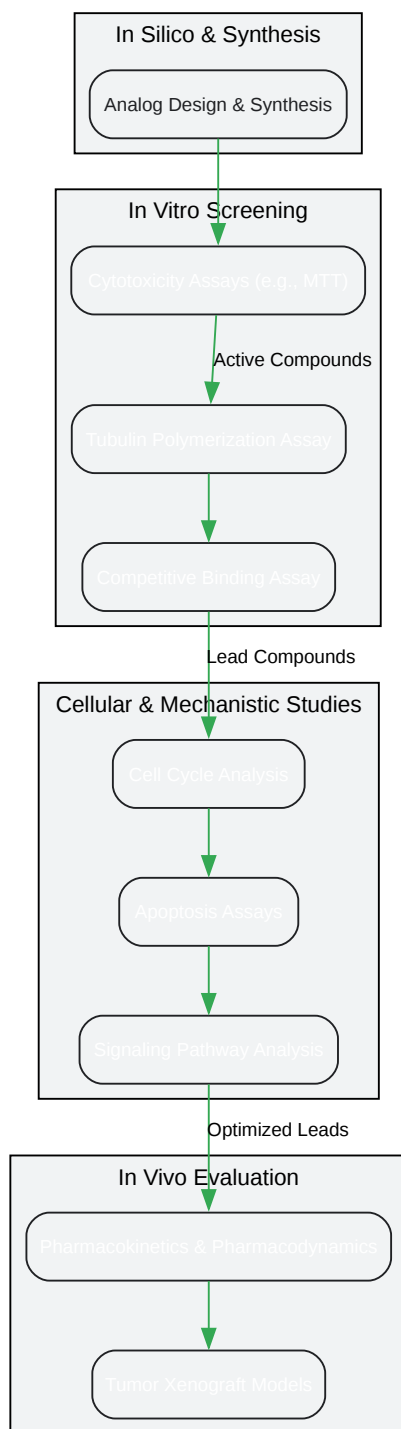 In Silico & Synthesis
Analog Design & Synthesis
In Vitro Screening
Cytotoxicity Assays (e.g., MTT)
Active Compounds
Tubulin Polymerization Assay
Competitive Binding Assay
Lead Compounds
Cellular & Mechanistic Studies
Cell Cycle Analysis
Apoptosis Assays
Signaling Pathway Analysis
Optimized Leads
In Vivo Evaluation
Pharmacokinetics & Pharmacodynamics
Tumor Xenograft Models